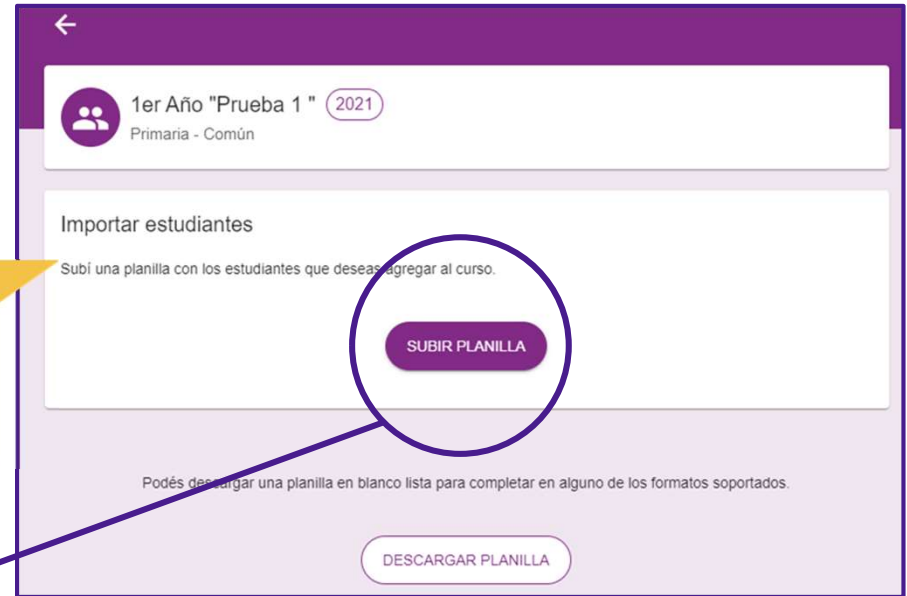 1er Año "Prueba 1 " 2021
Primaria - Común
Importar estudiantes
Subí una planilla con los estudiantes que deseas agregar al curso.
SUBIR PLANILLA
Podés descargar una planilla en blanco lista para completar en alguno de los formatos soportados.
DESCARGAR PLANILLA